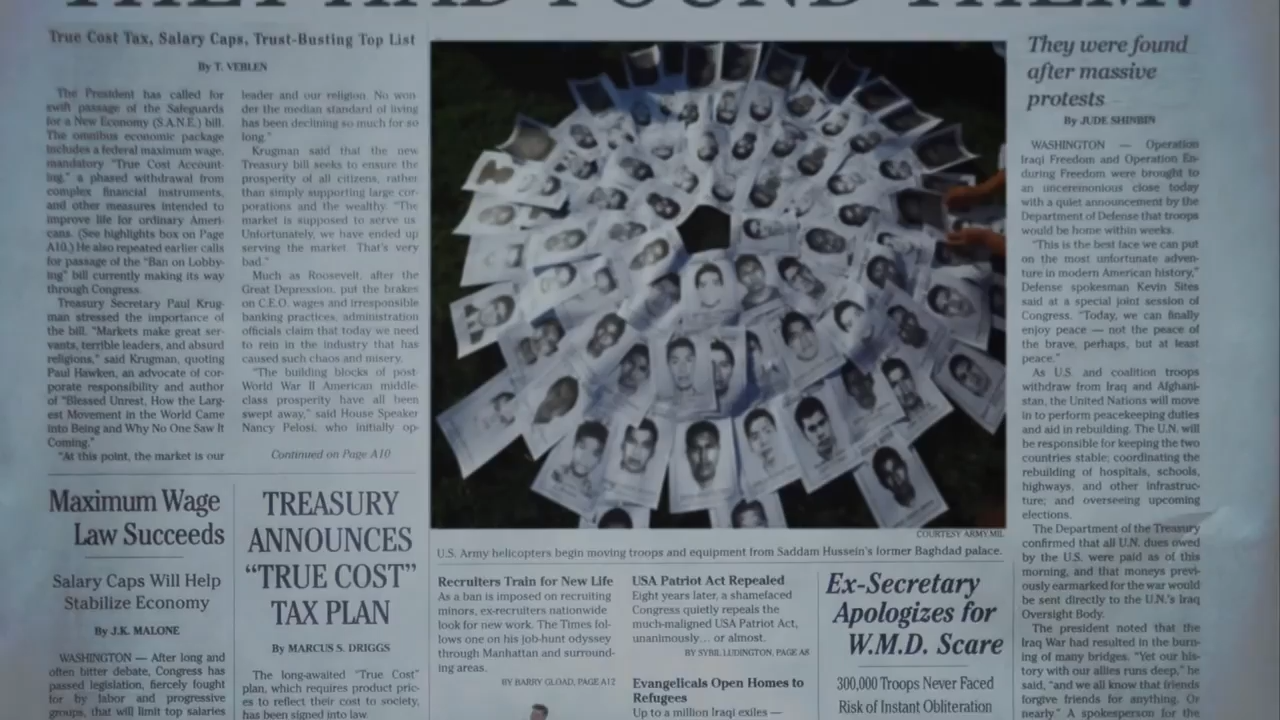 THEY HAD FOUND THEM!
True Cost Tax, Salary Caps, Trust-Busting Top List
By T. VEBLEN
The President has called for
swift passage of the Safeguards
for a New Economy (S.A.N.E.) bill.
The omnibus economic package
includes a federal maximum wage,
mandatory "True Cost Account-
ing," a phased withdrawal from
complex financial instruments,
and other measures intended to
improve life for ordinary Ameri-
cans. (See highlights box on Page
A10.) He also repeated earlier calls
for passage of the "Ban on Lobby-
ing" bill currently making its way
through Congress.
Treasury Secretary Paul Krug-
man stressed the importance of
the bill. "Markets make great ser-
vants, terrible leaders, and absurd
religions," said Krugman, quoting
Paul Hawken, an advocate of cor-
porate responsibility and author
of "Blessed Unrest, How the Larg-
est Movement in the World Came
into Being and Why No One Saw It
Coming."
"At this point, the market is our
leader and our religion. No won
der the median standard of living
has been declining so much for so
long."
Krugman said that the new
Treasury bill seeks to ensure the
prosperity of all citizens, rather
than simply supporting large cor-
porations and the wealthy. "The
market is supposed to serve us.
Unfortunately, we have ended up
serving the market. That's very
bad."
Much as Roosevelt, after the
Great Depression, put the brakes
on C.E.O. wages and irresponsible
banking practices, administration
officials claim that today we need
to rein in the industry that has
caused such chaos and misery.
"The building blocks of post-
World War II American middle-
class prosperity have all been
swept away," said House Speaker
Nancy Pelosi, who initially op-
Continued on Page A10
Maximum Wage
Law Succeeds
Salary Caps Will Help
Stabilize Economy
By J.K. MALONE
WASHINGTON — After long and
often bitter debate, Congress has
passed legislation, fiercely fought
for by labor and progressive
groups, that will limit top salaries
TREASURY
ANNOUNCES
"TRUE COST"
TAX PLAN
By MARCUS S. DRIGGS
The long-awaited "True Cost"
plan, which requires product pric-
es to reflect their cost to society,
has been signed into law
COURTESY ARMY.MIL
U.S. Army helicopters begin moving troops and equipment from Saddam Hussein's former Baghdad palace.
Recruiters Train for New Life
As a ban is imposed on recruiting
minors, ex-recruiters nationwide
look for new work. The Times fol-
lows one on his job-hunt odyssey
through Manhattan and surround-
ing areas.
BY BARRY GLOAD, PAGE A12
USA Patriot Act Repealed
Eight years later, a shamefaced
Congress quietly repeals the
much-maligned USA Patriot Act,
unanimously... or almost.
BY SYBIL LUDINGTON, PAGE A8
Evangelicals Open Homes to
Refugees
Up to a million Iraqi exiles —
Ex-Secretary
Apologizes for
W.M.D. Scare
300,000 Troops Never Faced
Risk of Instant Obliteration
They were found
after massive
protests
By JUDE SHINBIN
WASHINGTON — Operation
Iraqi Freedom and Operation En-
during Freedom were brought to
an unceremonious close today
with a quiet announcement by the
Department of Defense that troops
would be home within weeks.
"This is the best face we can put
on the most unfortunate adven-
ture in modern American history,"
Defense spokesman Kevin Sites
said at a special joint session of
Congress. "Today, we can finally
enjoy peace — not the peace of
the brave, perhaps, but at least
peace."
As U.S. and coalition troops
withdraw from Iraq and Afghani-
stan, the United Nations will move
in to perform peacekeeping duties
and aid in rebuilding. The U.N. will
be responsible for keeping the two
countries stable; coordinating the
rebuilding of hospitals, schools,
highways, and other infrastruc-
ture; and overseeing upcoming
elections.
The Department of the Treasury
confirmed that all U.N. dues owed
by the U.S. were paid as of this
morning, and that moneys previ-
ously earmarked for the war would
be sent directly to the U.N.'s Iraq
Oversight Body.
The president noted that the
Iraq War had resulted in the burn-
ing of many bridges. "Yet our his-
tory with our allies runs deep," he
said, "and we all know that friends
forgive friends for anything. Or
nearly." A spokesperson for the